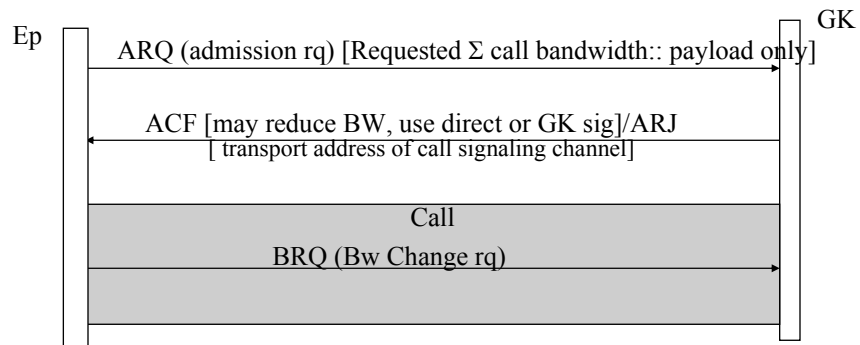 Ep
GK
ARQ (admission rq) [Requested Σ call bandwidth:: payload only]
ACF [may reduce BW, use direct or GK sig]/ARJ
[ transport address of call signaling channel]
Call
BRQ (Bw Change rq)